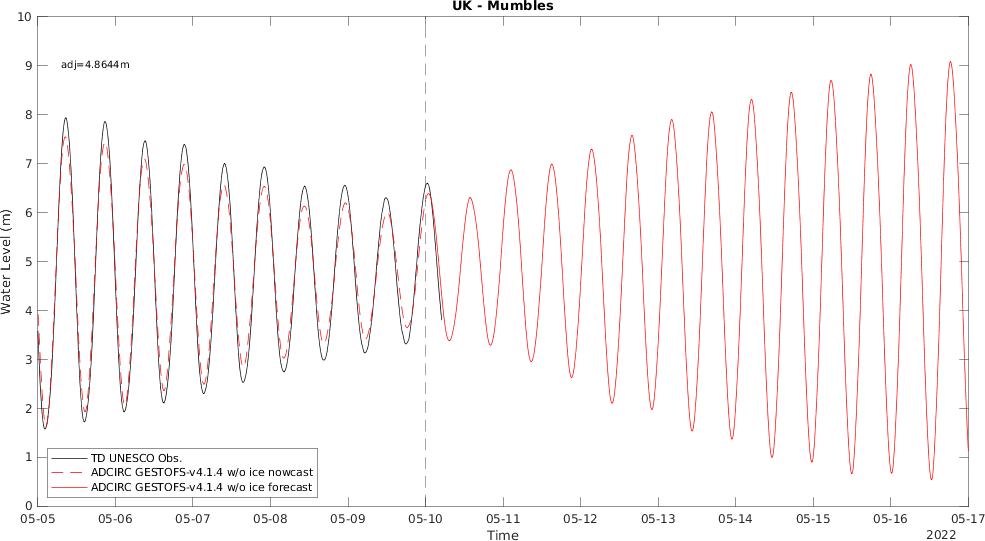 UK - Mumbles
10
9
adj=4.8644m
8
7
6
5
4
3
2
1
0
Water Level (m)
TD UNESCO Obs.
ADCIRC GESTOFS-v4.1.4 w/o ice nowcast
ADCIRC GESTOFS-v4.1.4 w/o ice forecast
05-05 05-06 05-07 05-08 05-09 05-10 05-11 05-12 05-13 05-14 05-15 05-16 05-17
Time
2022